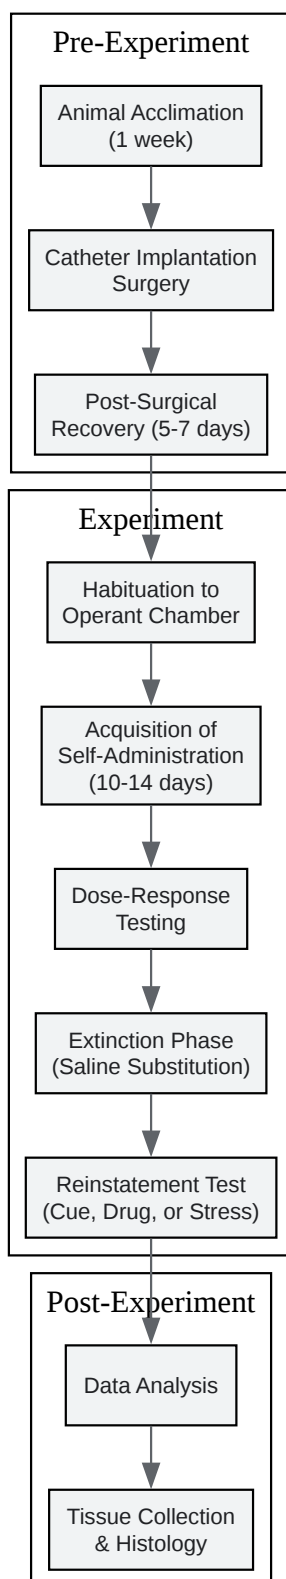 Pre-Experiment
Animal Acclimation
(1 week)
Catheter Implantation
Surgery
Post-Surgical
Recovery (5-7 days)
Experiment
Habituation to
Operant Chamber
Acquisition of
Self-Administration
(10-14 days)
Dose-Response
Testing
Extinction Phase
(Saline Substitution)
Reinstatement Test
(Cue, Drug, or Stress)
Post-Experiment
Data Analysis
Tissue Collection
& Histology